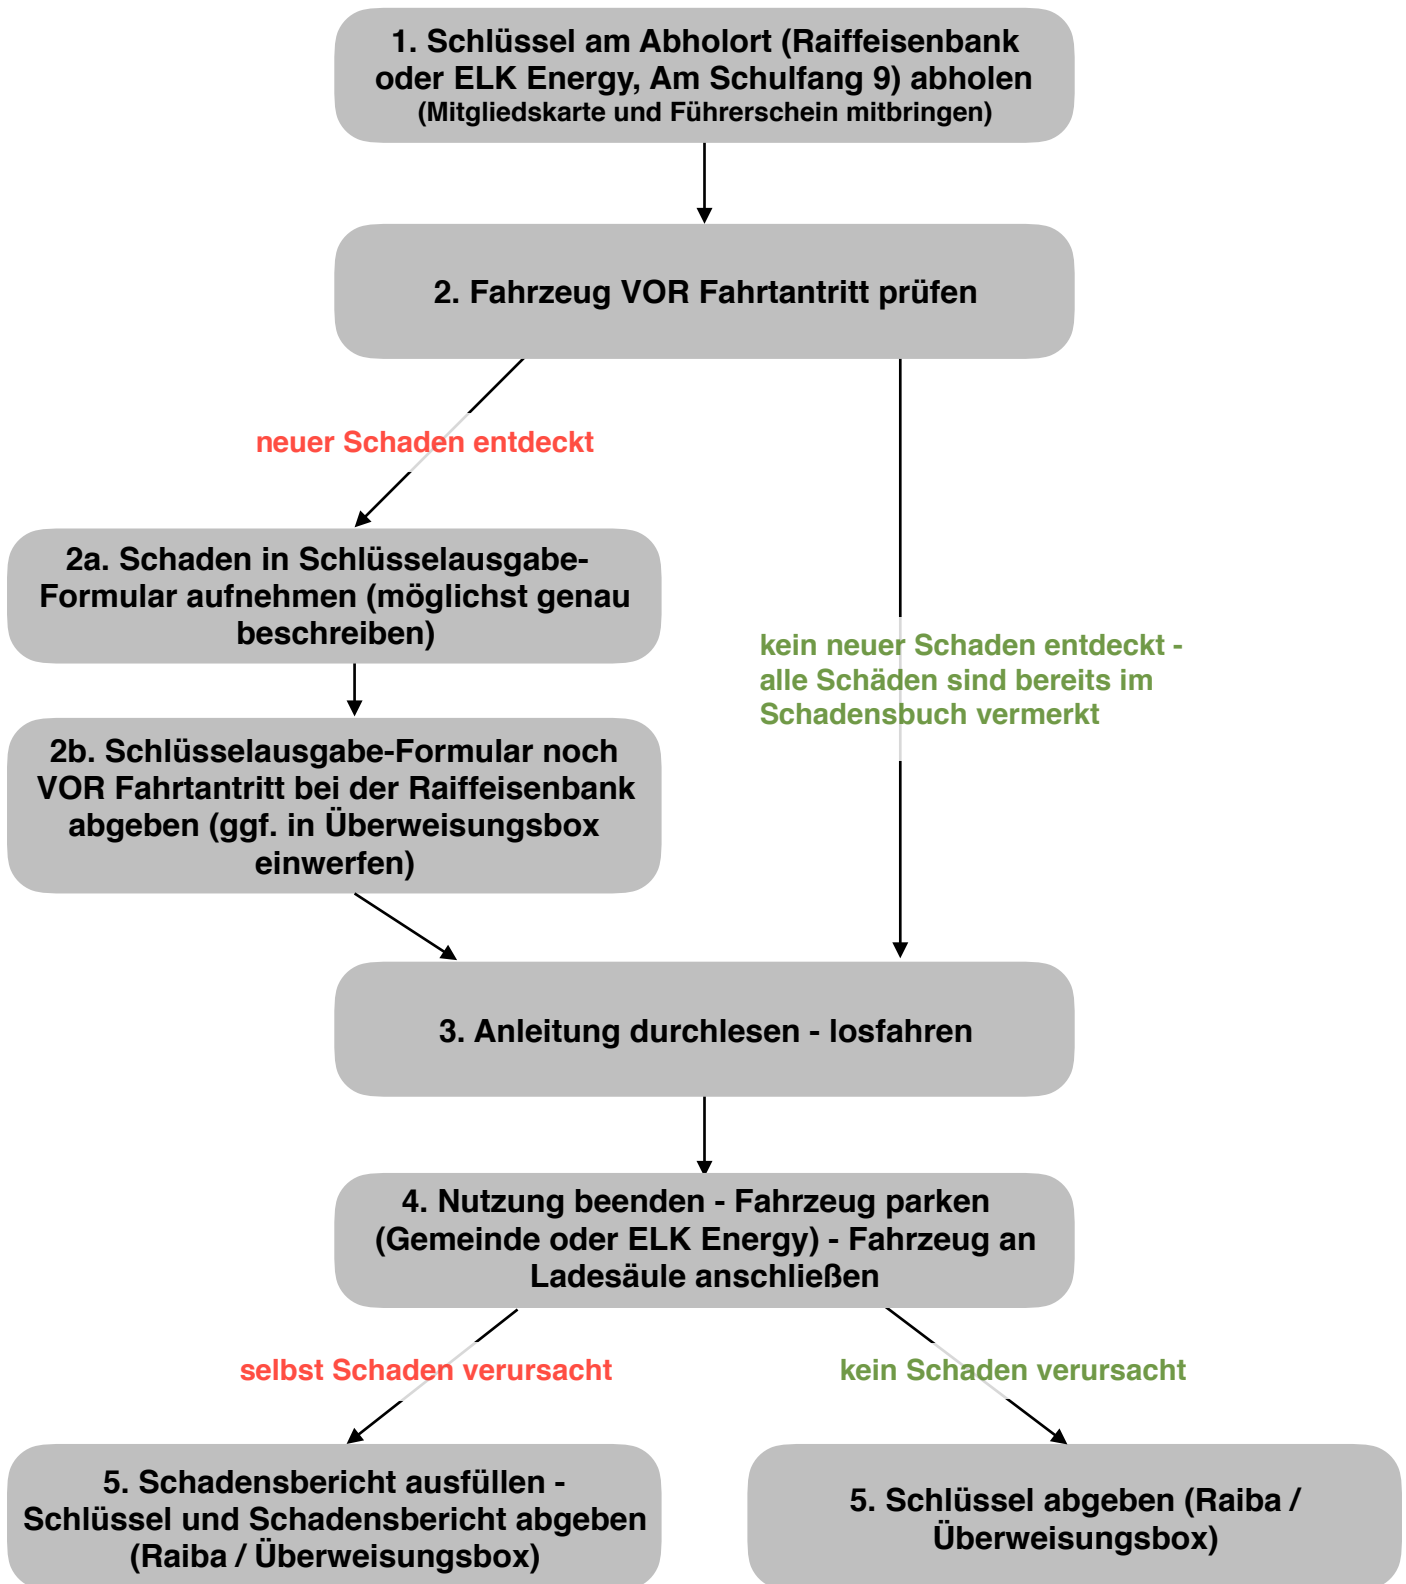 1. Schlüssel am Abholort (Raiffeisenbank
oder ELK Energy, Am Schulfang 9) abholen
(Mitgliedskarte und Führerschein mitbringen)
2. Fahrzeug VOR Fahrtantritt prüfen
neuer Schaden entdeckt
2a. Schaden in Schlüsselausgabe-
Formular aufnehmen (möglichst genau
beschreiben)
kein neuer Schaden entdeckt -
alle Schäden sind bereits im
Schadensbuch vermerkt
2b. Schlüsselausgabe-Formular noch
VOR Fahrtantritt bei der Raiffeisenbank
abgeben (ggf. in Überweisungsbox
einwerfen)
3. Anleitung durchlesen - losfahren
4. Nutzung beenden - Fahrzeug parken
(Gemeinde oder ELK Energy) - Fahrzeug an
Ladesäule anschließen
selbst Schaden verursacht
kein Schaden verursacht
5. Schadensbericht ausfüllen -
Schlüssel und Schadensbericht abgeben
(Raiba / Überweisungsbox)
5. Schlüssel abgeben (Raiba /
Überweisungsbox)